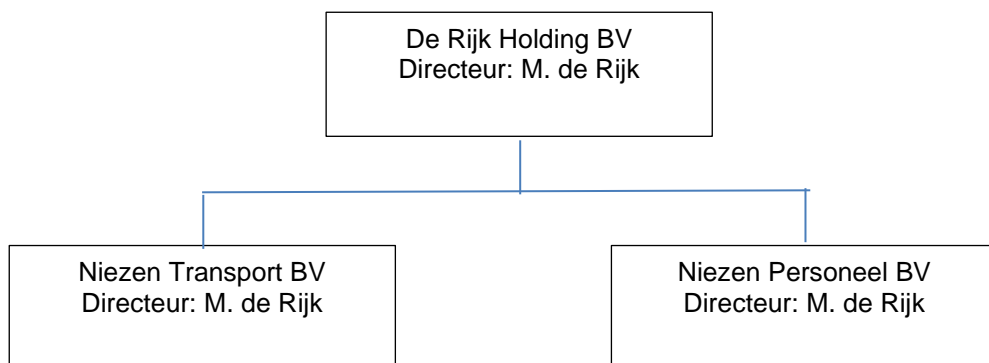 De Rijk Holding BV
Directeur: M. de Rijk
Niezen Transport BV
Directeur: M. de Rijk
Niezen Personeel BV
Directeur: M. de Rijk